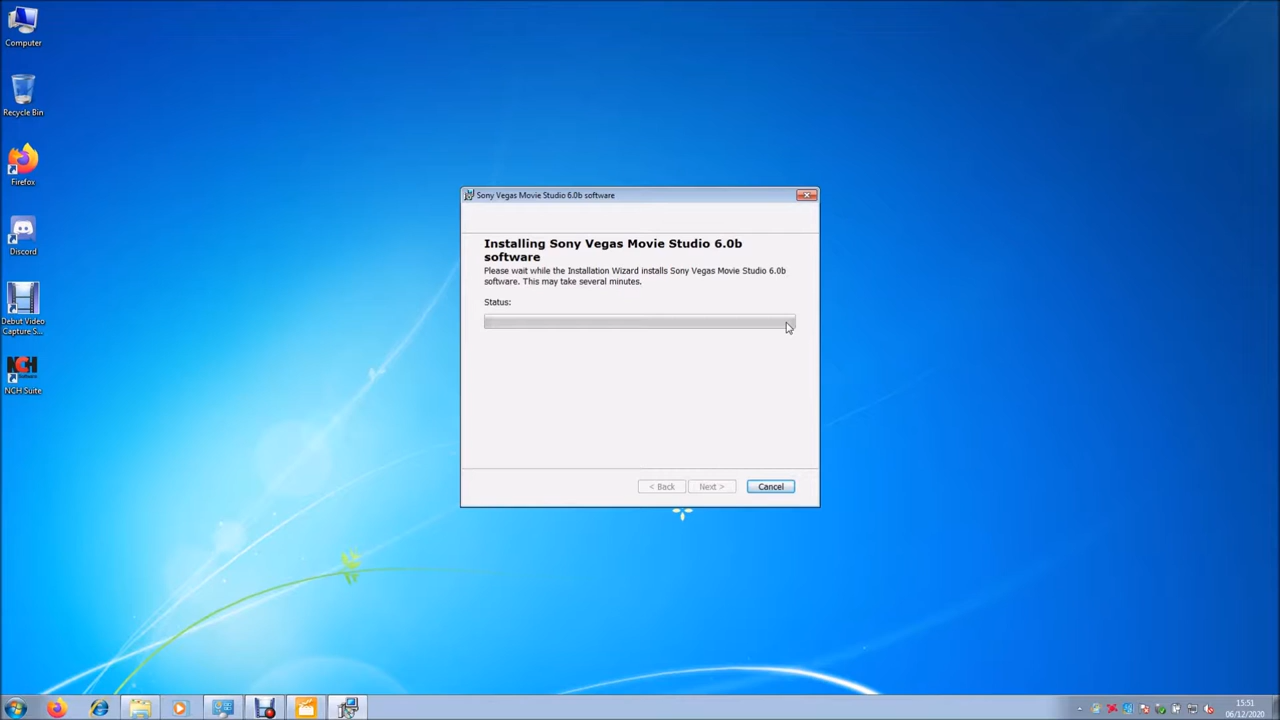 Computer
Recycle Bin
Firefox
Discord
Debut Video
Capture S...
NCH Suite
Sony Vegas Movie Studio 6.0b software
Installing Sony Vegas Movie Studio 6.0b
software
Please wait while the Installation Wizard installs Sony Vegas Movie Studio 6.0b
software. This may take several minutes.
Status:
< Back
Next >
Cancel
15:51
06/12/2020